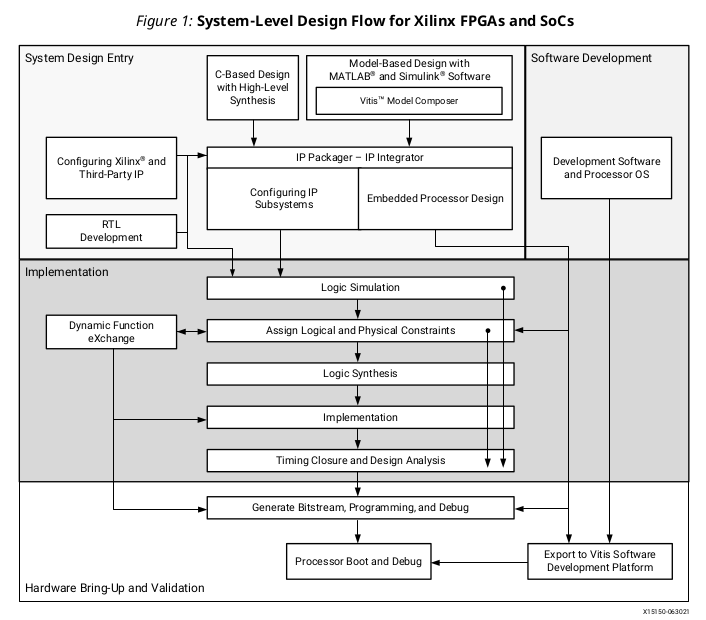 Figure 1: System-Level Design Flow for Xilinx FPGAs and SoCs
System Design Entry
Software Development
C-Based Design
with High-Level
Synthesis
Model-Based Design with
MATLAB® and Simulink® Software
Vitis™ Model Composer
Configuring Xilinx® and
Third-Party IP
IP Packager – IP Integrator
Configuring IP
Subsystems
Embedded Processor Design
Development Software
and Processor OS
RTL
Development
Implementation
Logic Simulation
Dynamic Function
eXchange
Assign Logical and Physical Constraints
Logic Synthesis
Implementation
Timing Closure and Design Analysis
Generate Bitstream, Programming, and Debug
Processor Boot and Debug
Export to Vitis Software
Development Platform
Hardware Bring-Up and Validation
X15150-063021